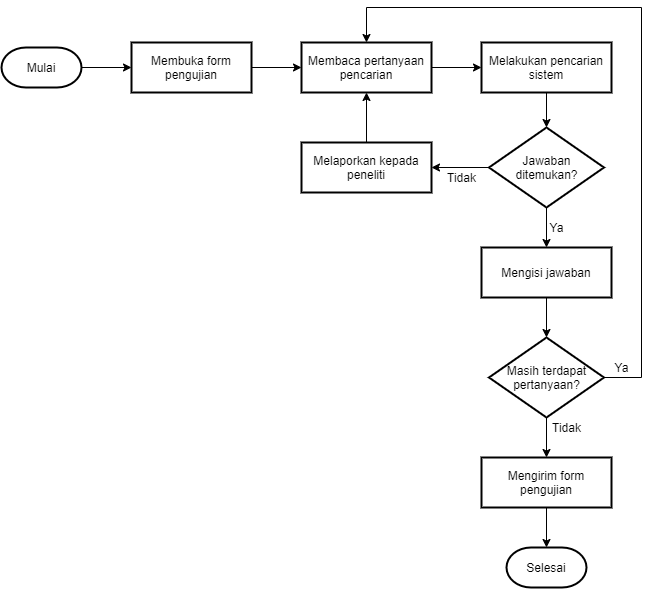 Mulai
Membuka form
pengujian
Membaca pertanyaan
pencarian
Melakukan pencarian
sistem
Melaporkan kepada
peneliti
Tidak
Jawaban
ditemukan?
Ya
Mengisi jawaban
Masih terdapat
pertanyaan?
Ya
Tidak
Mengirim form
pengujian
Selesai